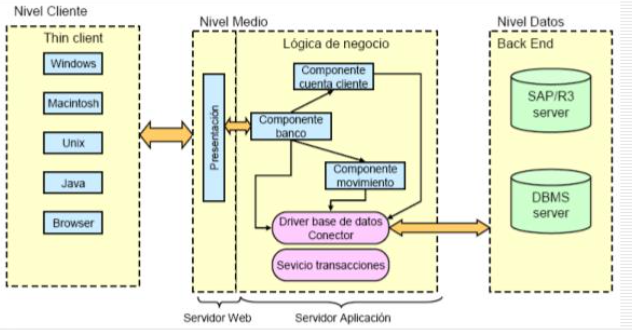 Nivel Cliente
Nivel Medio
Nivel Datos
Thin client
Windows
Macintosh
Unix
Java
Browser
Presentación
Lógica de negocio
Componente
cuenta cliente
Componente
banco
Componente
movimiento
Driver base de datos
Conector
Sevicio transacciones
Back End
SAP/R3
server
DBMS
server
Servidor Web
Servidor Aplicación